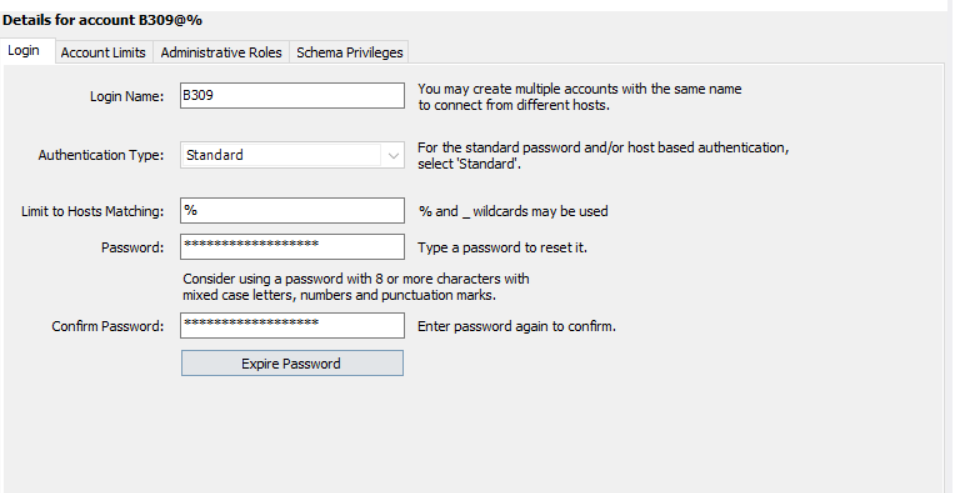 Details for account B309@%
Login Account Limits Administrative Roles Schema Privileges
Login Name: B309 You may create multiple accounts with the same name
to connect from different hosts.
Authentication Type: Standard For the standard password and/or host based authentication,
select 'Standard'.
Limit to Hosts Matching: % % and _ wildcards may be used
Password: ****************** Type a password to reset it.
Consider using a password with 8 or more characters with
mixed case letters, numbers and punctuation marks.
Confirm Password: ****************** Enter password again to confirm.
Expire Password